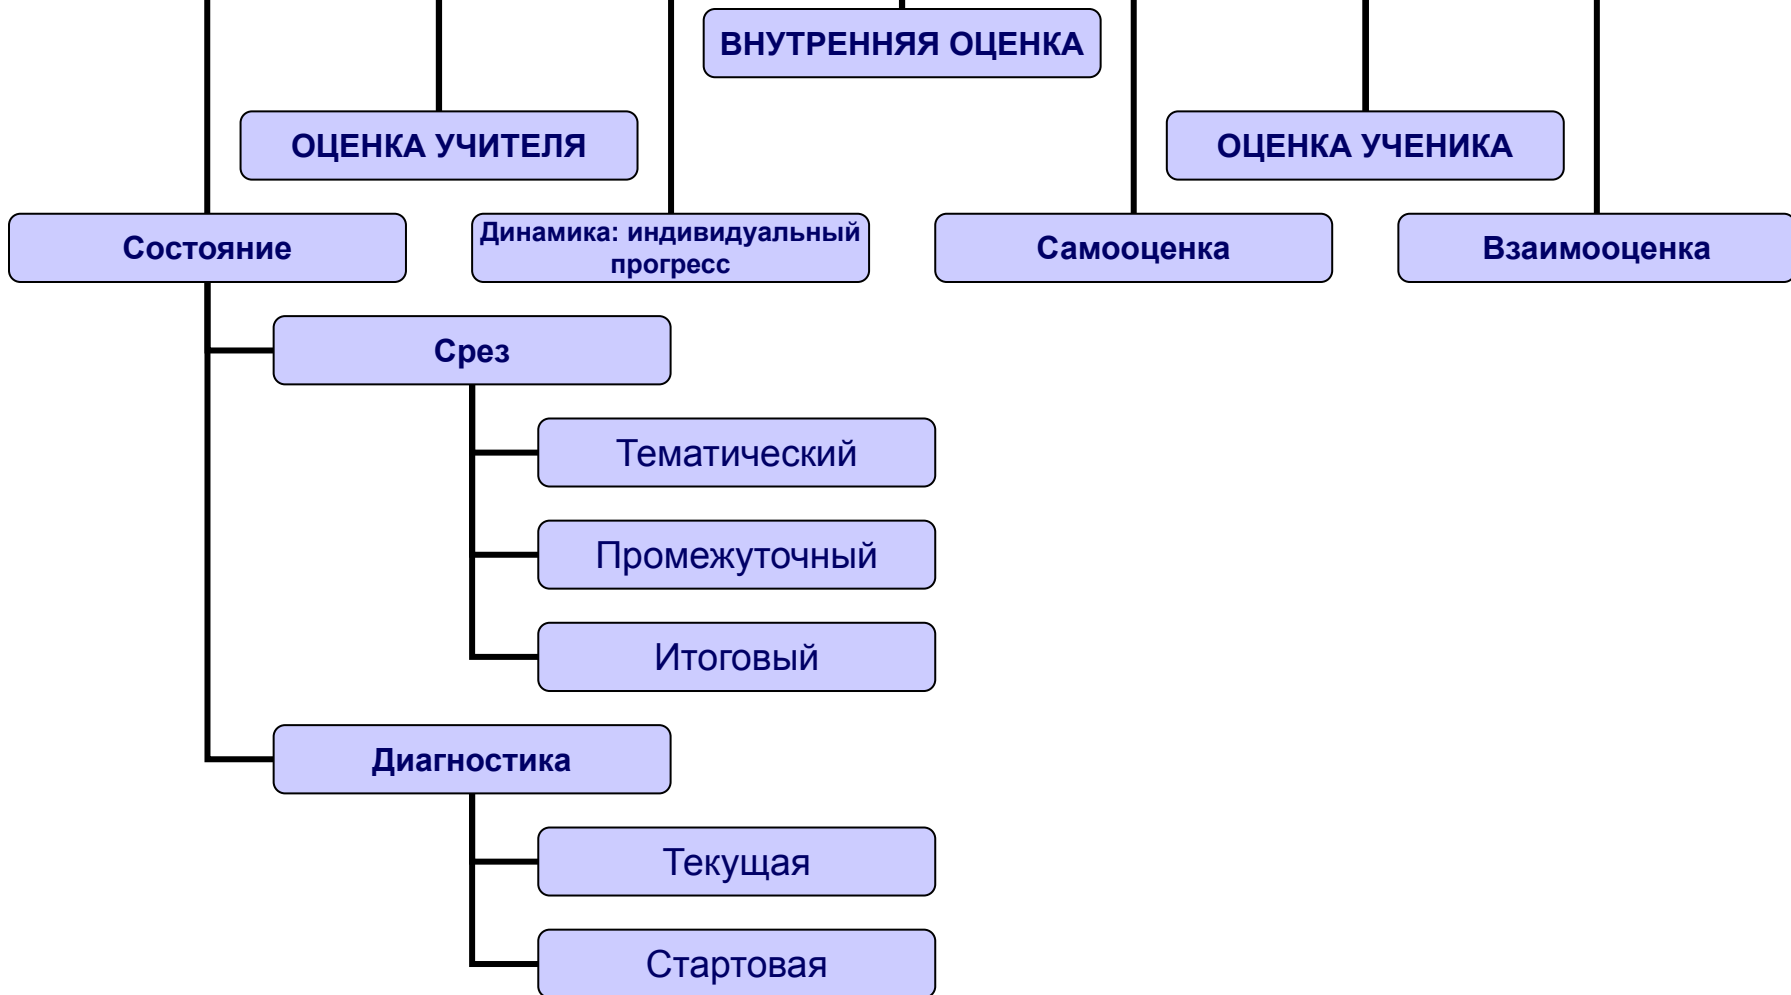 ВНУТРЕННЯЯ ОЦЕНКА
ОЦЕНКА УЧИТЕЛЯ
ОЦЕНКА УЧЕНИКА
Состояние
Динамика: индивидуальный
прогресс
Самооценка
Взаимооценка
Срез
Тематический
Промежуточный
Итоговый
Диагностика
Текущая
Стартовая